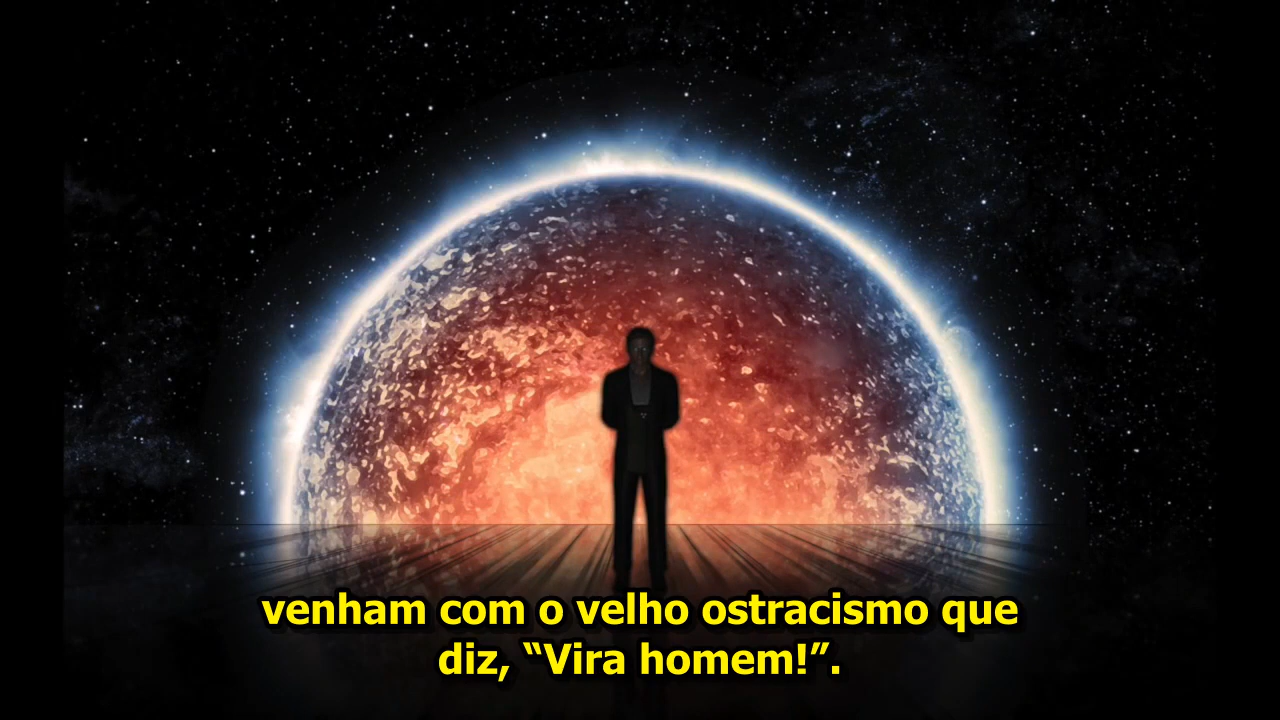 venham com o velho ostracismo que
diz, “Vira homem!”.